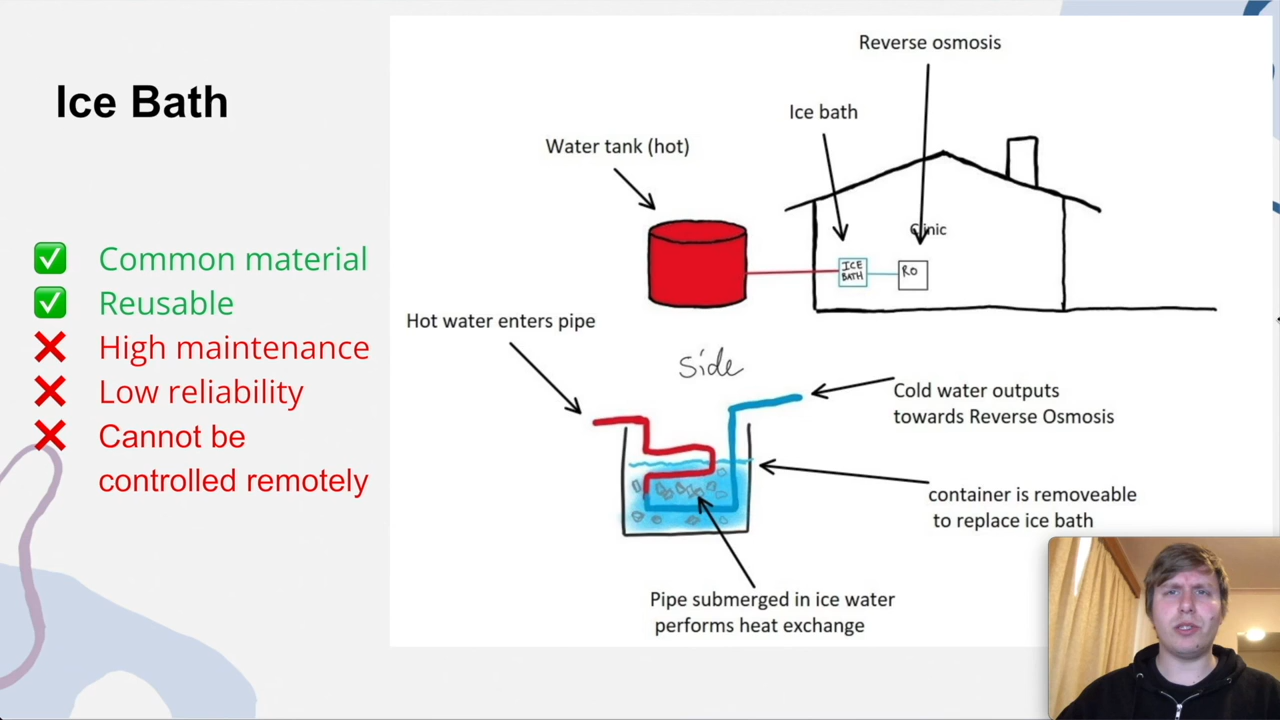 Ice Bath
Common material
Reusable
High maintenance
Low reliability
Cannot be
controlled remotely
Reverse osmosis
Ice bath
Water tank (hot)
Clinic
ICE
BATH
RO
Hot water enters pipe
Side
Cold water outputs
towards Reverse Osmosis
container is removeable
to replace ice bath
Pipe submerged in ice water
performs heat exchange